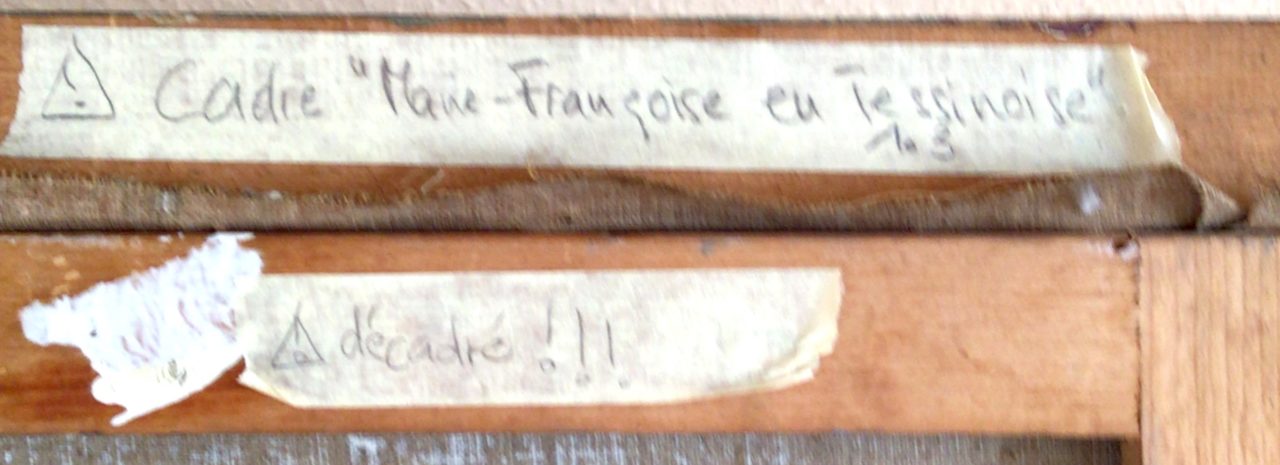 ⚠ Cadre "Marie-Françoise en Tessinoise"
⚠ décadré !!!